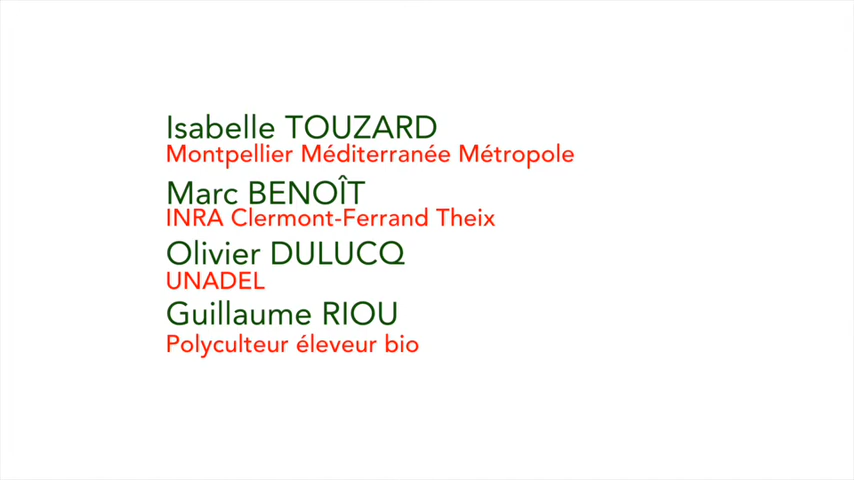 Isabelle TOUZARD
Montpellier Méditerranée Métropole
Marc BENOÎT
INRA Clermont-Ferrand Theix
Olivier DULUCQ
UNADEL
Guillaume RIOU
Polyculteur éleveur bio